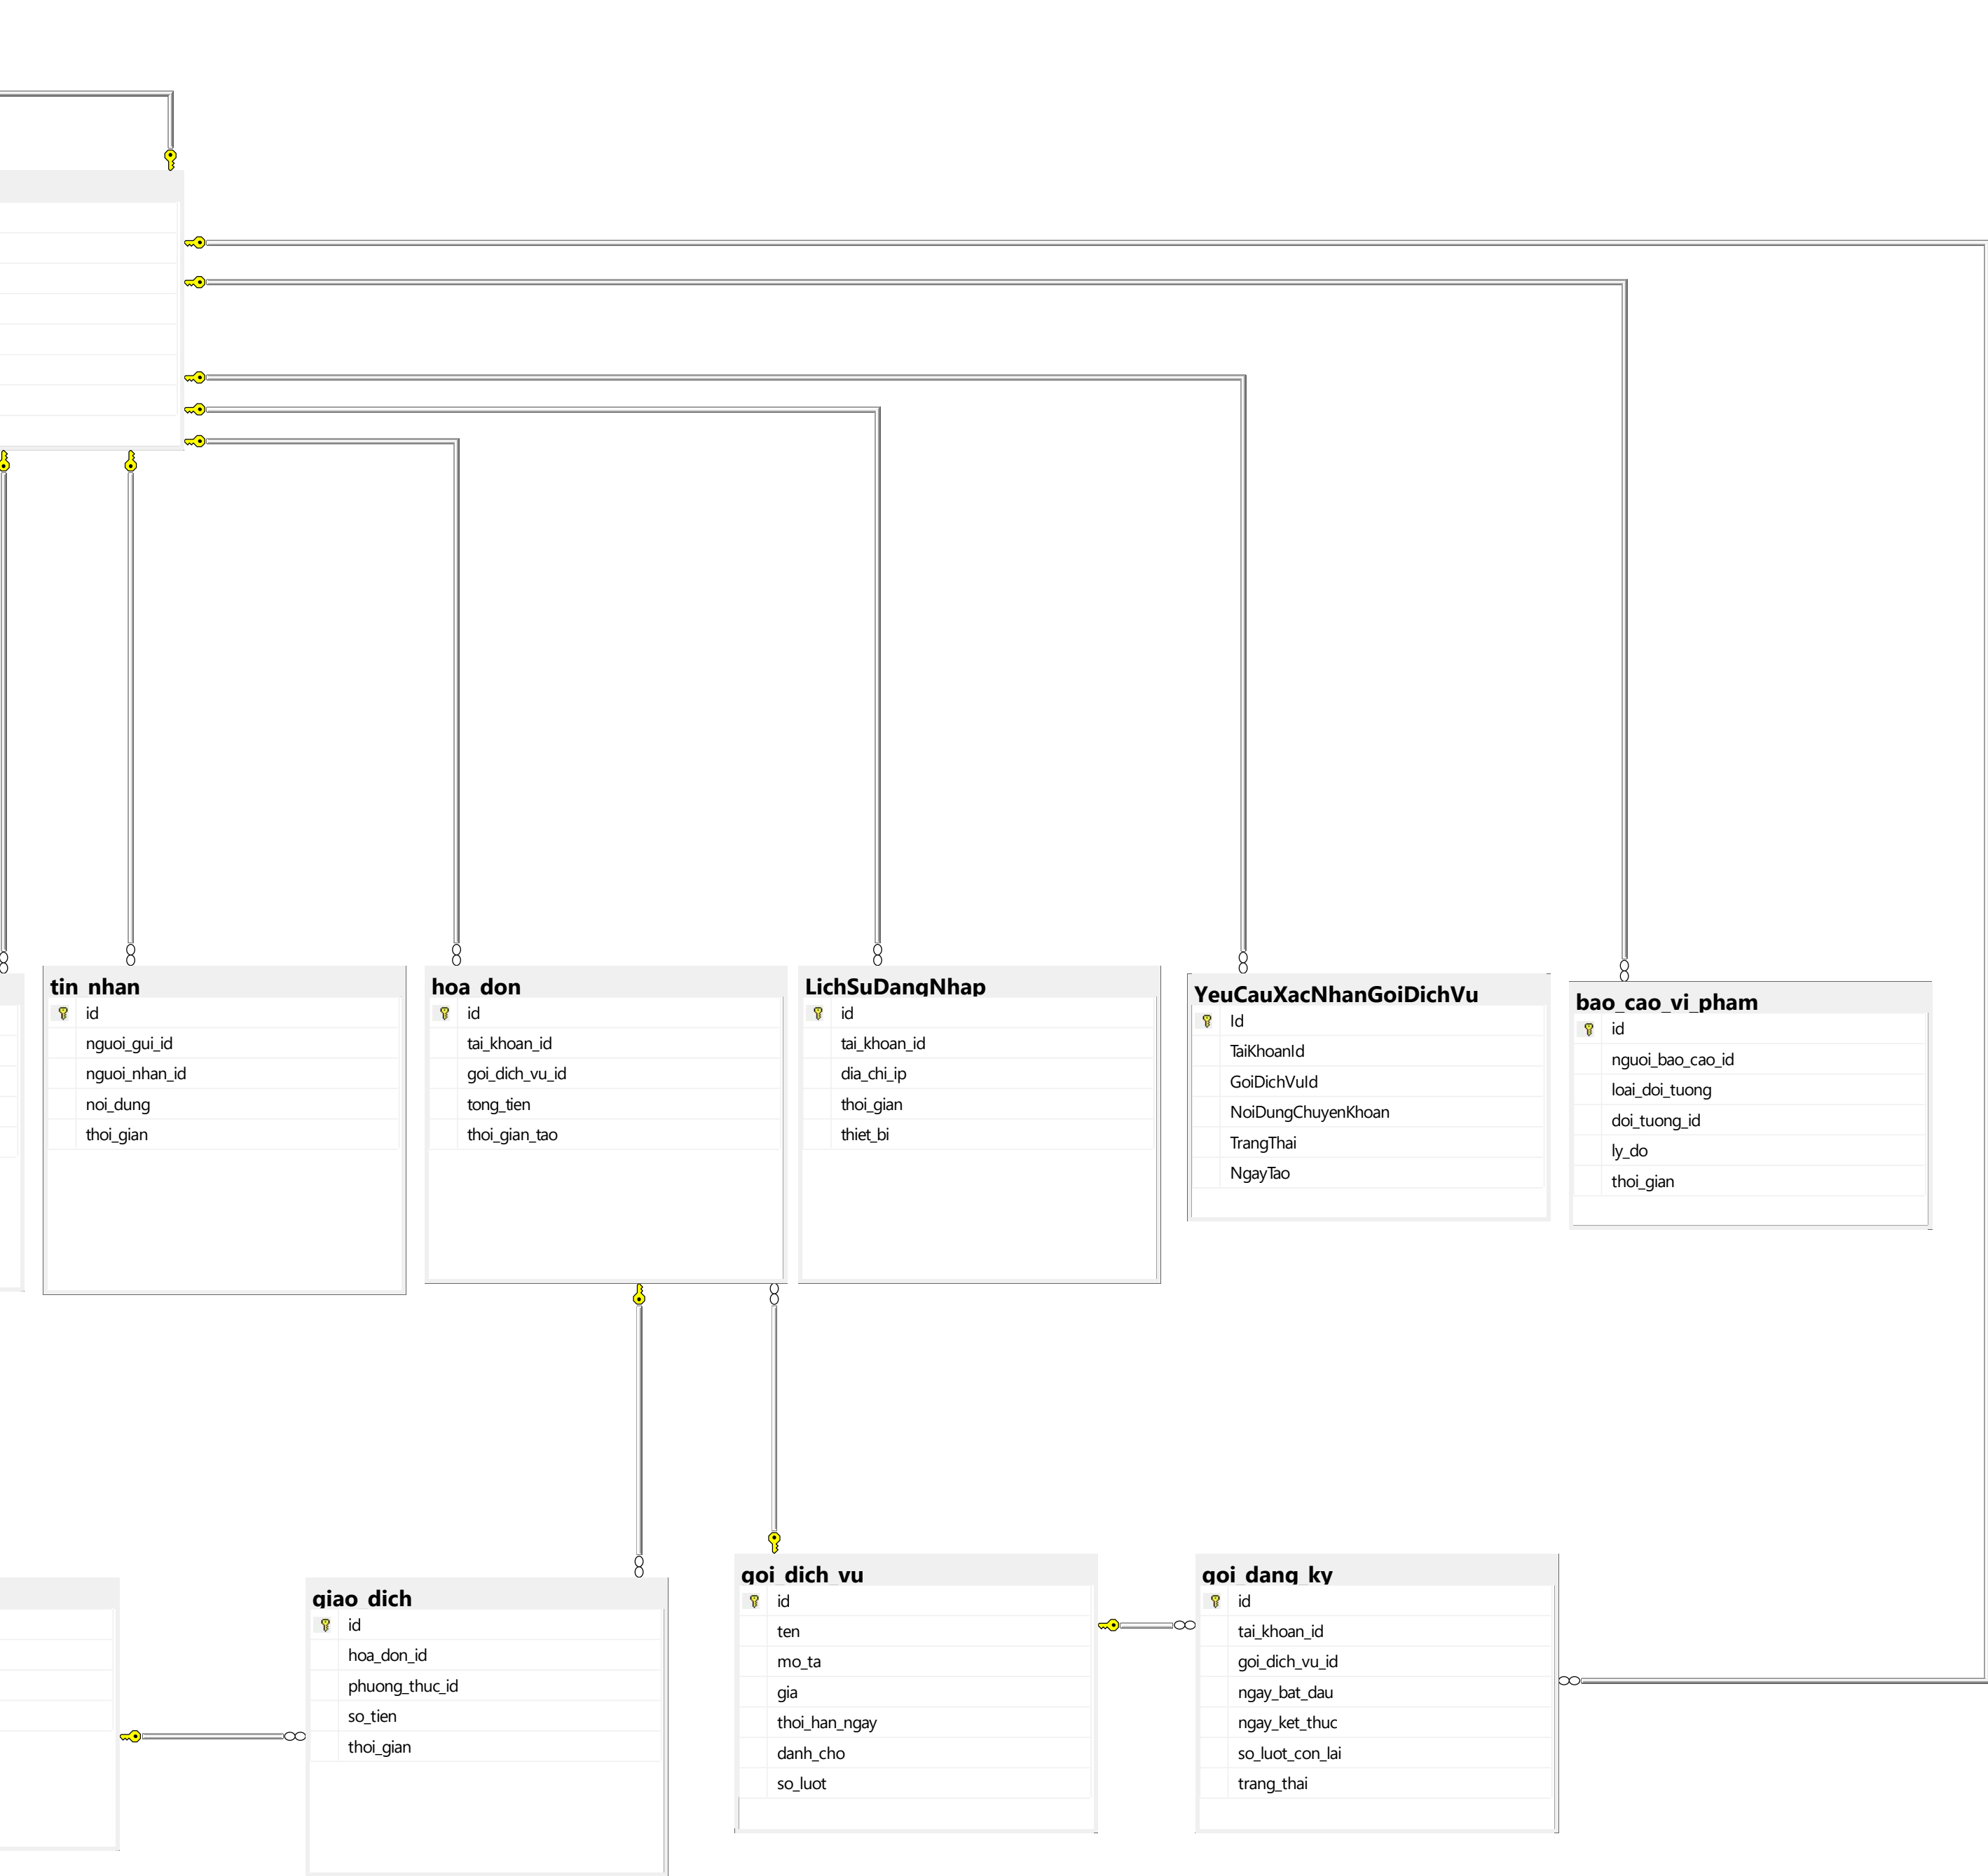 tin_nhan
id
nguoi_gui_id
nguoi_nhan_id
noi_dung
thoi_gian
hoa_don
id
tai_khoan_id
goi_dich_vu_id
tong_tien
thoi_gian_tao
LichSuDangNhap
id
tai_khoan_id
dia_chi_ip
thoi_gian
thiet_bi
YeuCauXacNhanGoiDichVu
Id
TaiKhoanId
GoiDichVuId
NoiDungChuyenKhoan
TrangThai
NgayTao
bao_cao_vi_pham
id
nguoi_bao_cao_id
loai_doi_tuong
doi_tuong_id
ly_do
thoi_gian
giao_dich
id
hoa_don_id
phuong_thuc_id
so_tien
thoi_gian
goi_dich_vu
id
ten
mo_ta
gia
thoi_han_ngay
danh_cho
so_luot
goi_dang_ky
id
tai_khoan_id
goi_dich_vu_id
ngay_bat_dau
ngay_ket_thuc
so_luot_con_lai
trang_thai